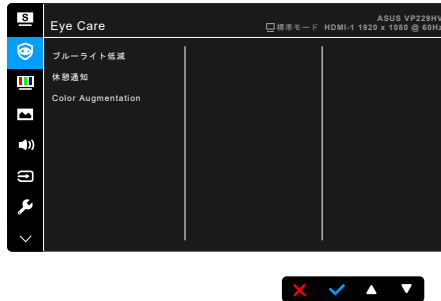 S
Eye Care
ASUS VP229HV
標準モード HDMI-1 1920 x 1080 @ 60Hz
ブルーライト低減
休憩通知
Color Augmentation